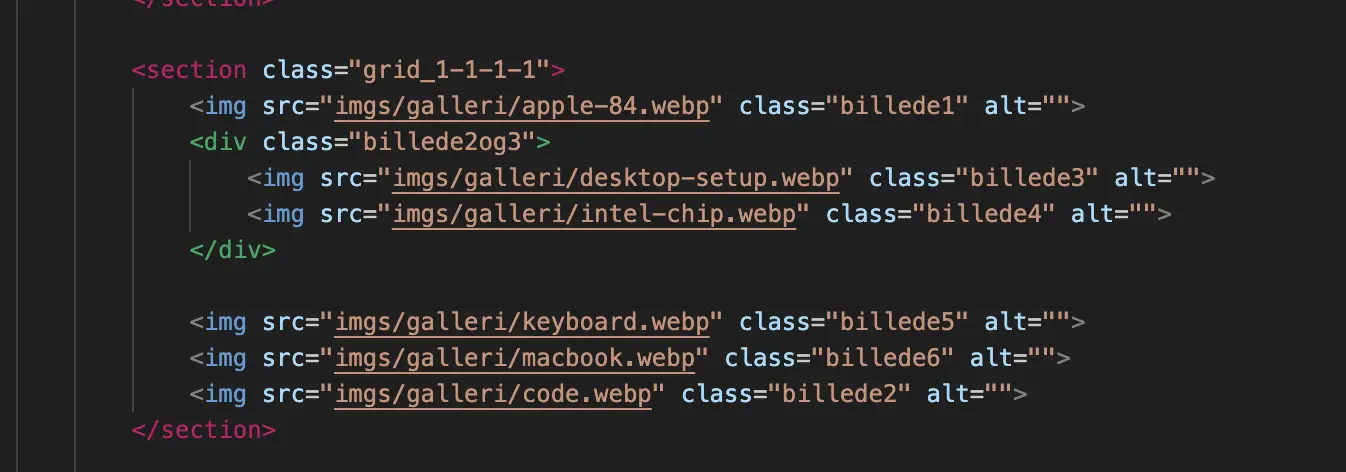 </section>
<section class="grid_1-1-1-1">
<img src="imgs/galleri/apple-84.webp" class="billede1" alt="">
<div class="billede2og3">
<img src="imgs/galleri/desktop-setup.webp" class="billede3" alt="">
<img src="imgs/galleri/intel-chip.webp" class="billede4" alt="">
</div>
<img src="imgs/galleri/keyboard.webp" class="billede5" alt="">
<img src="imgs/galleri/macbook.webp" class="billede6" alt="">
<img src="imgs/galleri/code.webp" class="billede2" alt="">
</section>